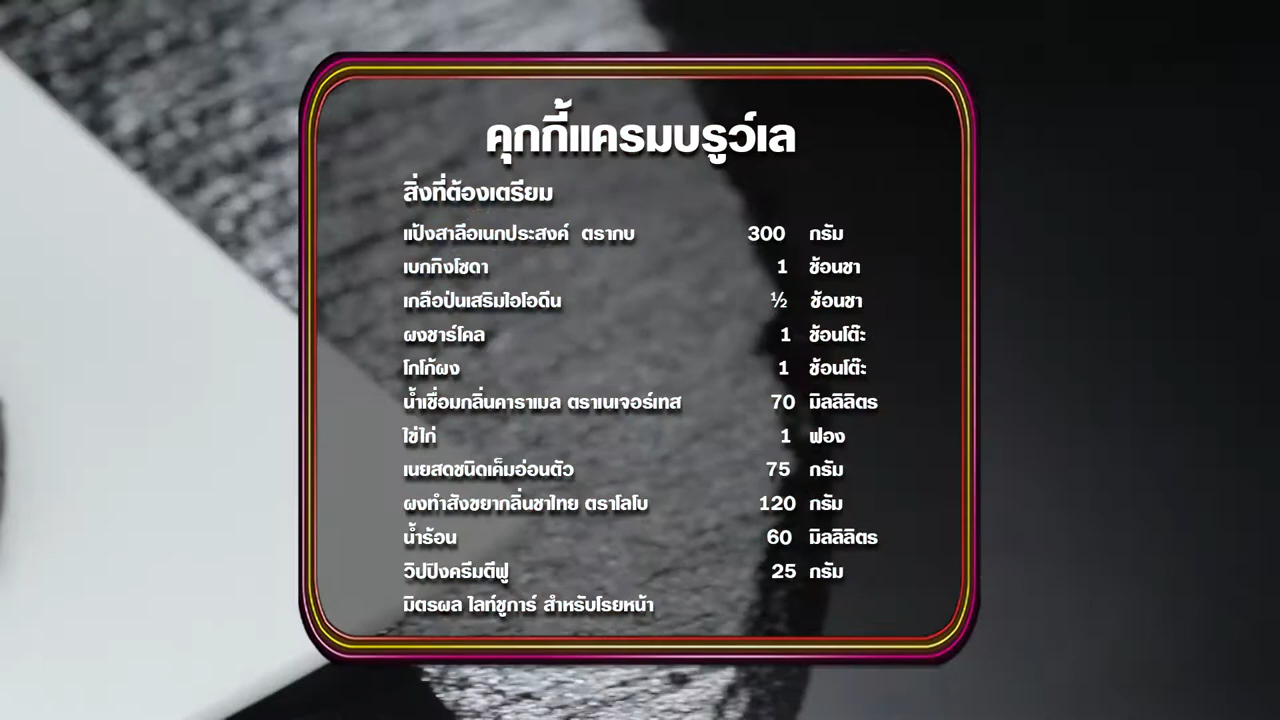 คุกกี้แครมบรูว์เล
สิ่งที่ต้องเตรียม
แป้งสาลีอเนกประสงค์ ตรากบ 300 กรัม
เบกกิงโซดา 1 ช้อนชา
เกลือป่นเสริมไอโอดีน ½ ช้อนชา
ผงชาร์โคล 1 ช้อนโต๊ะ
โกโก้ผง 1 ช้อนโต๊ะ
น้ำเชื่อมกลิ่นคาราเมล ตราเนเจอร์เทส 70 มิลลิลิตร
ไข่ไก่ 1 ฟอง
เนยสดชนิดเค็มอ่อนตัว 75 กรัม
ผงทำสังขยากลิ่นชาไทย ตราโลโบ 120 กรัม
น้ำร้อน 60 มิลลิลิตร
วิปปิงครีมตีฟู 25 กรัม
มิตรผล ไลท์ชูการ์ สำหรับโรยหน้า